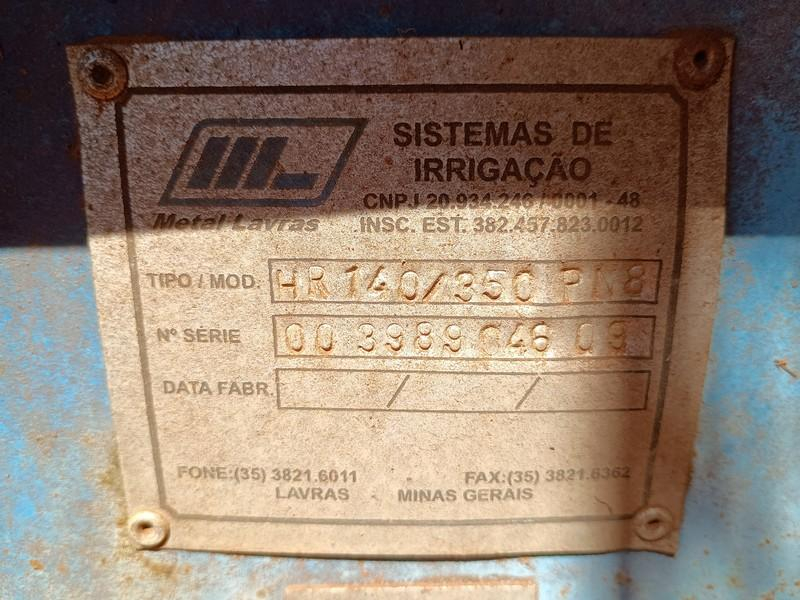 ML
Metal Lavras
SISTEMAS DE
IRRIGAÇÃO
CNPJ 20.934.246 / 0001 - 48
INSC. EST. 382.457.823.0012
TIPO / MOD. HR 140/350 PN8
Nº SÉRIE 00 3989 046 09
DATA FABR. / /
FONE:(35) 3821.6011 - FAX:(35) 3821.6362
LAVRAS - MINAS GERAIS